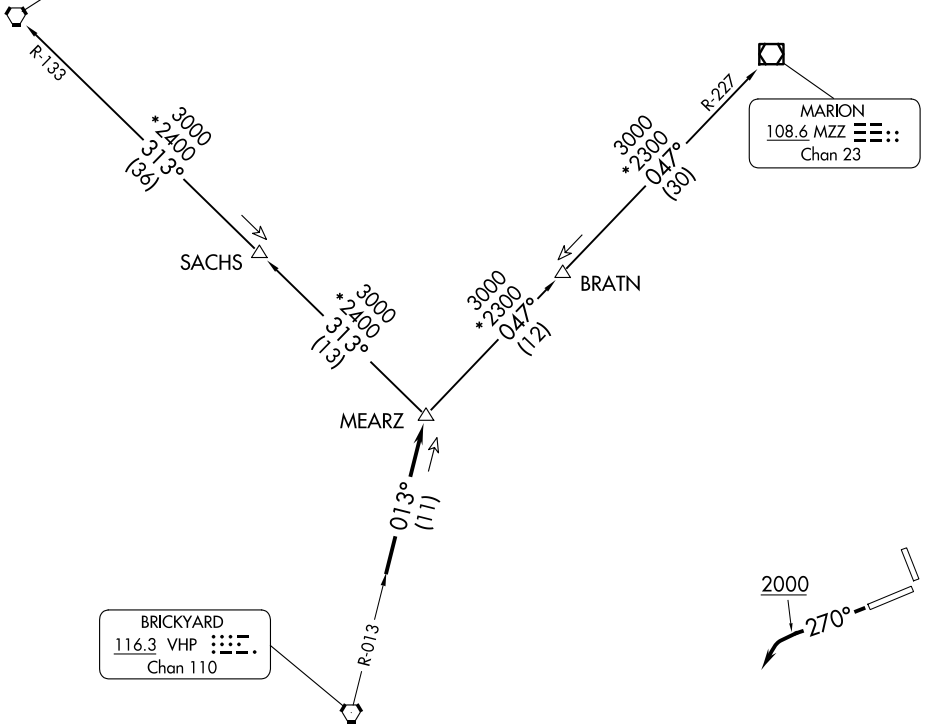 R-133
3000
*2400
313°
(36)
SACHS
3000
*2400
313°
(13)
R-227
MARION
108.6 MZZ
Chan 23
3000
*2300
047°
(30)
BRATN
3000
*2300
047°
(12)
MEARZ
013°
(11)
R-013
BRICKYARD
116.3 VHP
Chan 110
2000
270°